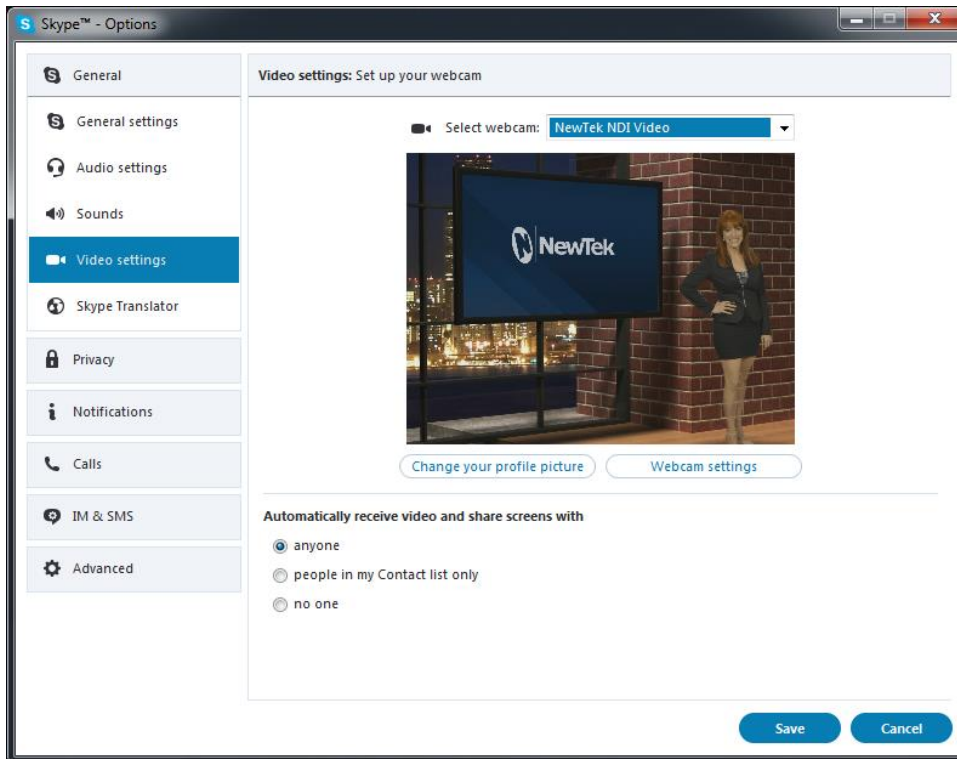 Skype™ - Options
General
General settings
Audio settings
Sounds
Video settings
Skype Translator
Privacy
Notifications
Calls
IM & SMS
Advanced
Video settings: Set up your webcam
Select webcam: NewTek NDI Video
NewTek
Change your profile picture Webcam settings
Automatically receive video and share screens with
anyone
people in my Contact list only
no one
Save Cancel